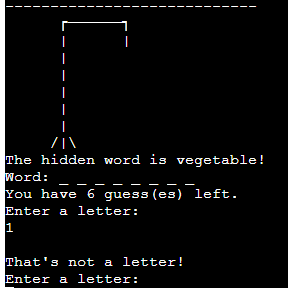 The hidden word is vegetable!
Word: _ _ _ _ _ _ _ _
You have 6 guess(es) left.
Enter a letter:
1
That's not a letter!
Enter a letter: